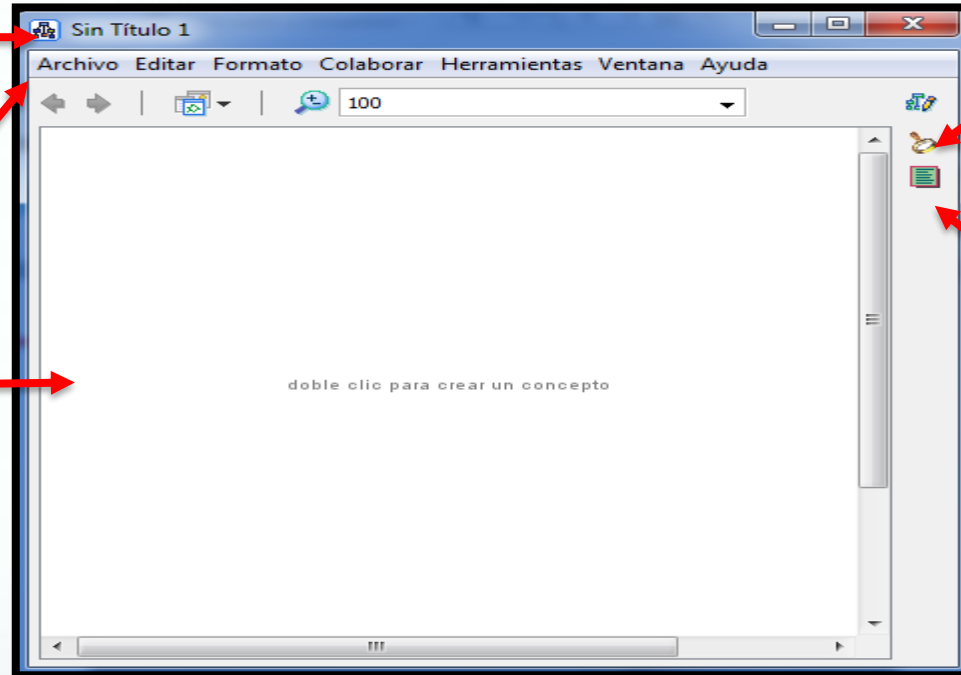 Sin Título 1
Archivo Editar Formato Colaborar Herramientas Ventana Ayuda
100
doble clic para crear un concepto